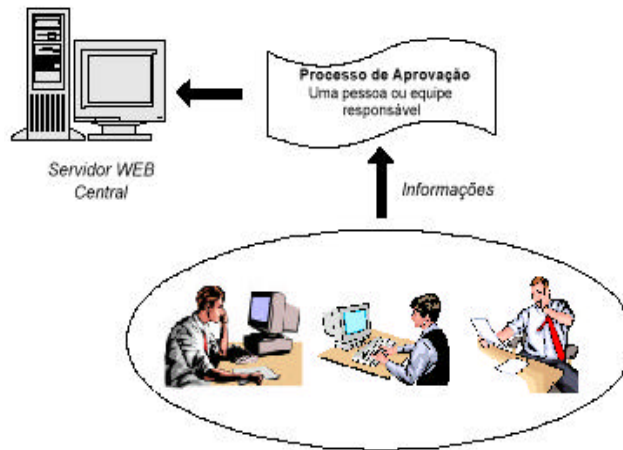 Processo de Aprovação
Uma pessoa ou equipe
responsável
Servidor WEB
Central
Informações